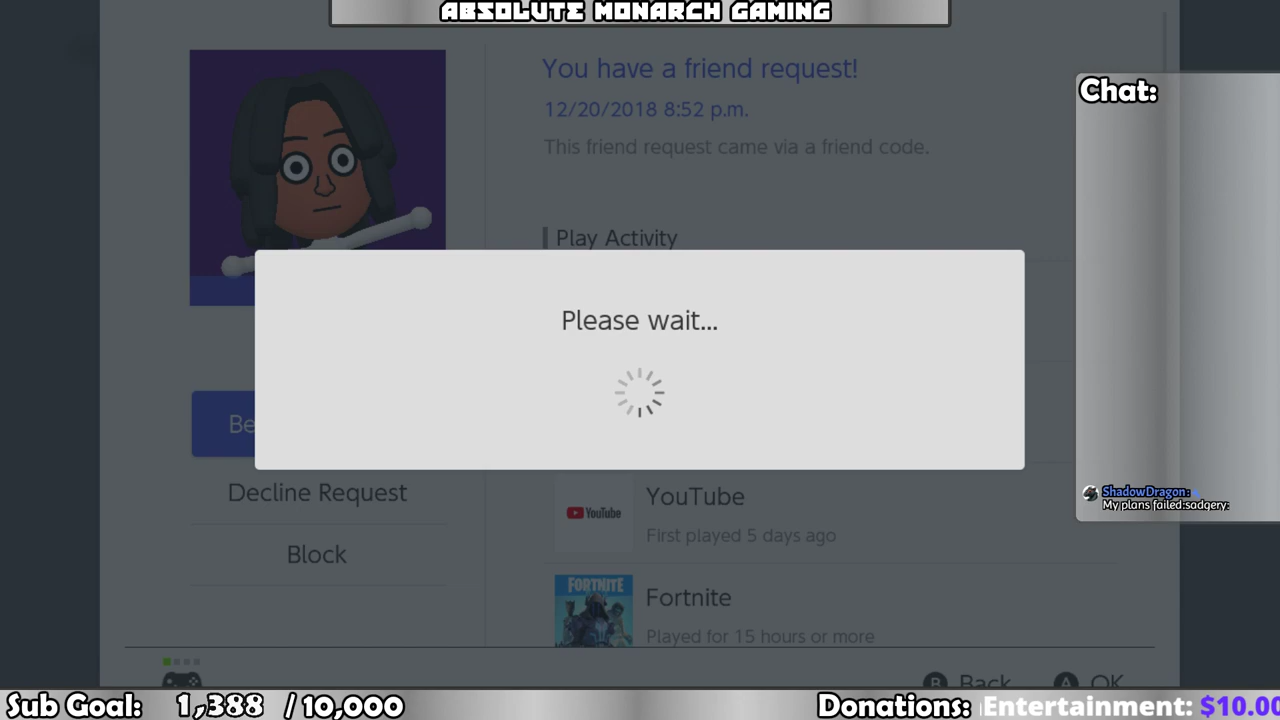 ABSOLUTE MONARCH GAMING
You have a friend request!
12/20/2018 8:52 p.m.
This friend request came via a friend code.
Chat:
Play Activity
Please wait...
Be
Decline Request
Block
YouTube
YouTube
First played 5 days ago
FORTNITE
Fortnite
Played for 15 hours or more
ShadowDragon:
My plans failed:sadgery:
B Back
A OK
Sub Goal: 1,388 / 10,000
Donations: Entertainment: $10.00